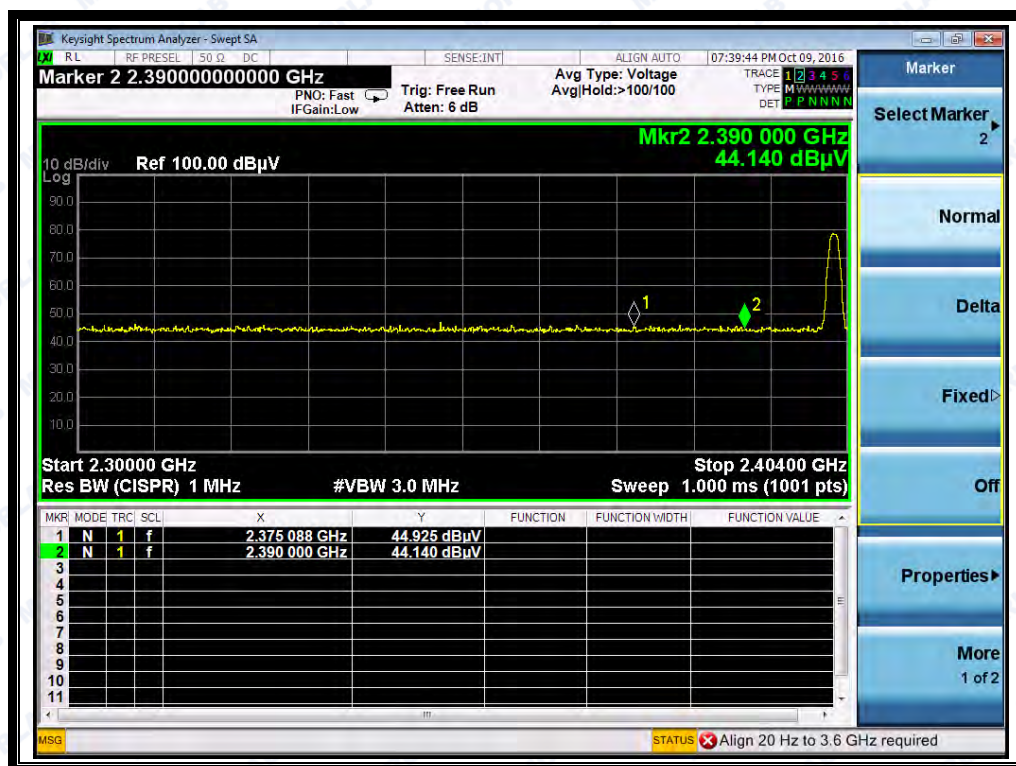 Keysight Spectrum Analyzer - Swept SA
LXI RL RF PRESEL 50 Ω DC SENSE:INT ALIGN AUTO 07:39:44 PM Oct 09, 2016
Marker 2 2.390000000000 GHz
PNO: Fast
IFGain:Low
Trig: Free Run
Atten: 6 dB
Avg Type: Voltage
Avg|Hold:>100/100
TRACE 1 2 3 4 5 6
TYPE M WWWWW
DET P P N N N N
Mkr2 2.390 000 GHz
44.140 dBµV
10 dB/div Ref 100.00 dBµV
Log
90.0
80.0
70.0
60.0
50.0
40.0
30.0
20.0
10.0
1
2
Start 2.30000 GHz Stop 2.40400 GHz
Res BW (CISPR) 1 MHz #VBW 3.0 MHz Sweep 1.000 ms (1001 pts)
MKR MODE TRC SCL X Y FUNCTION FUNCTION WIDTH FUNCTION VALUE
1 N 1 f 2.375 088 GHz 44.925 dBµV
2 N 1 f 2.390 000 GHz 44.140 dBµV
3
4
5
6
7
8
9
10
11
MSG STATUS Align 20 Hz to 3.6 GHz required
Marker
Select Marker
2
Normal
Delta
Fixed
Off
Properties
More
1 of 2